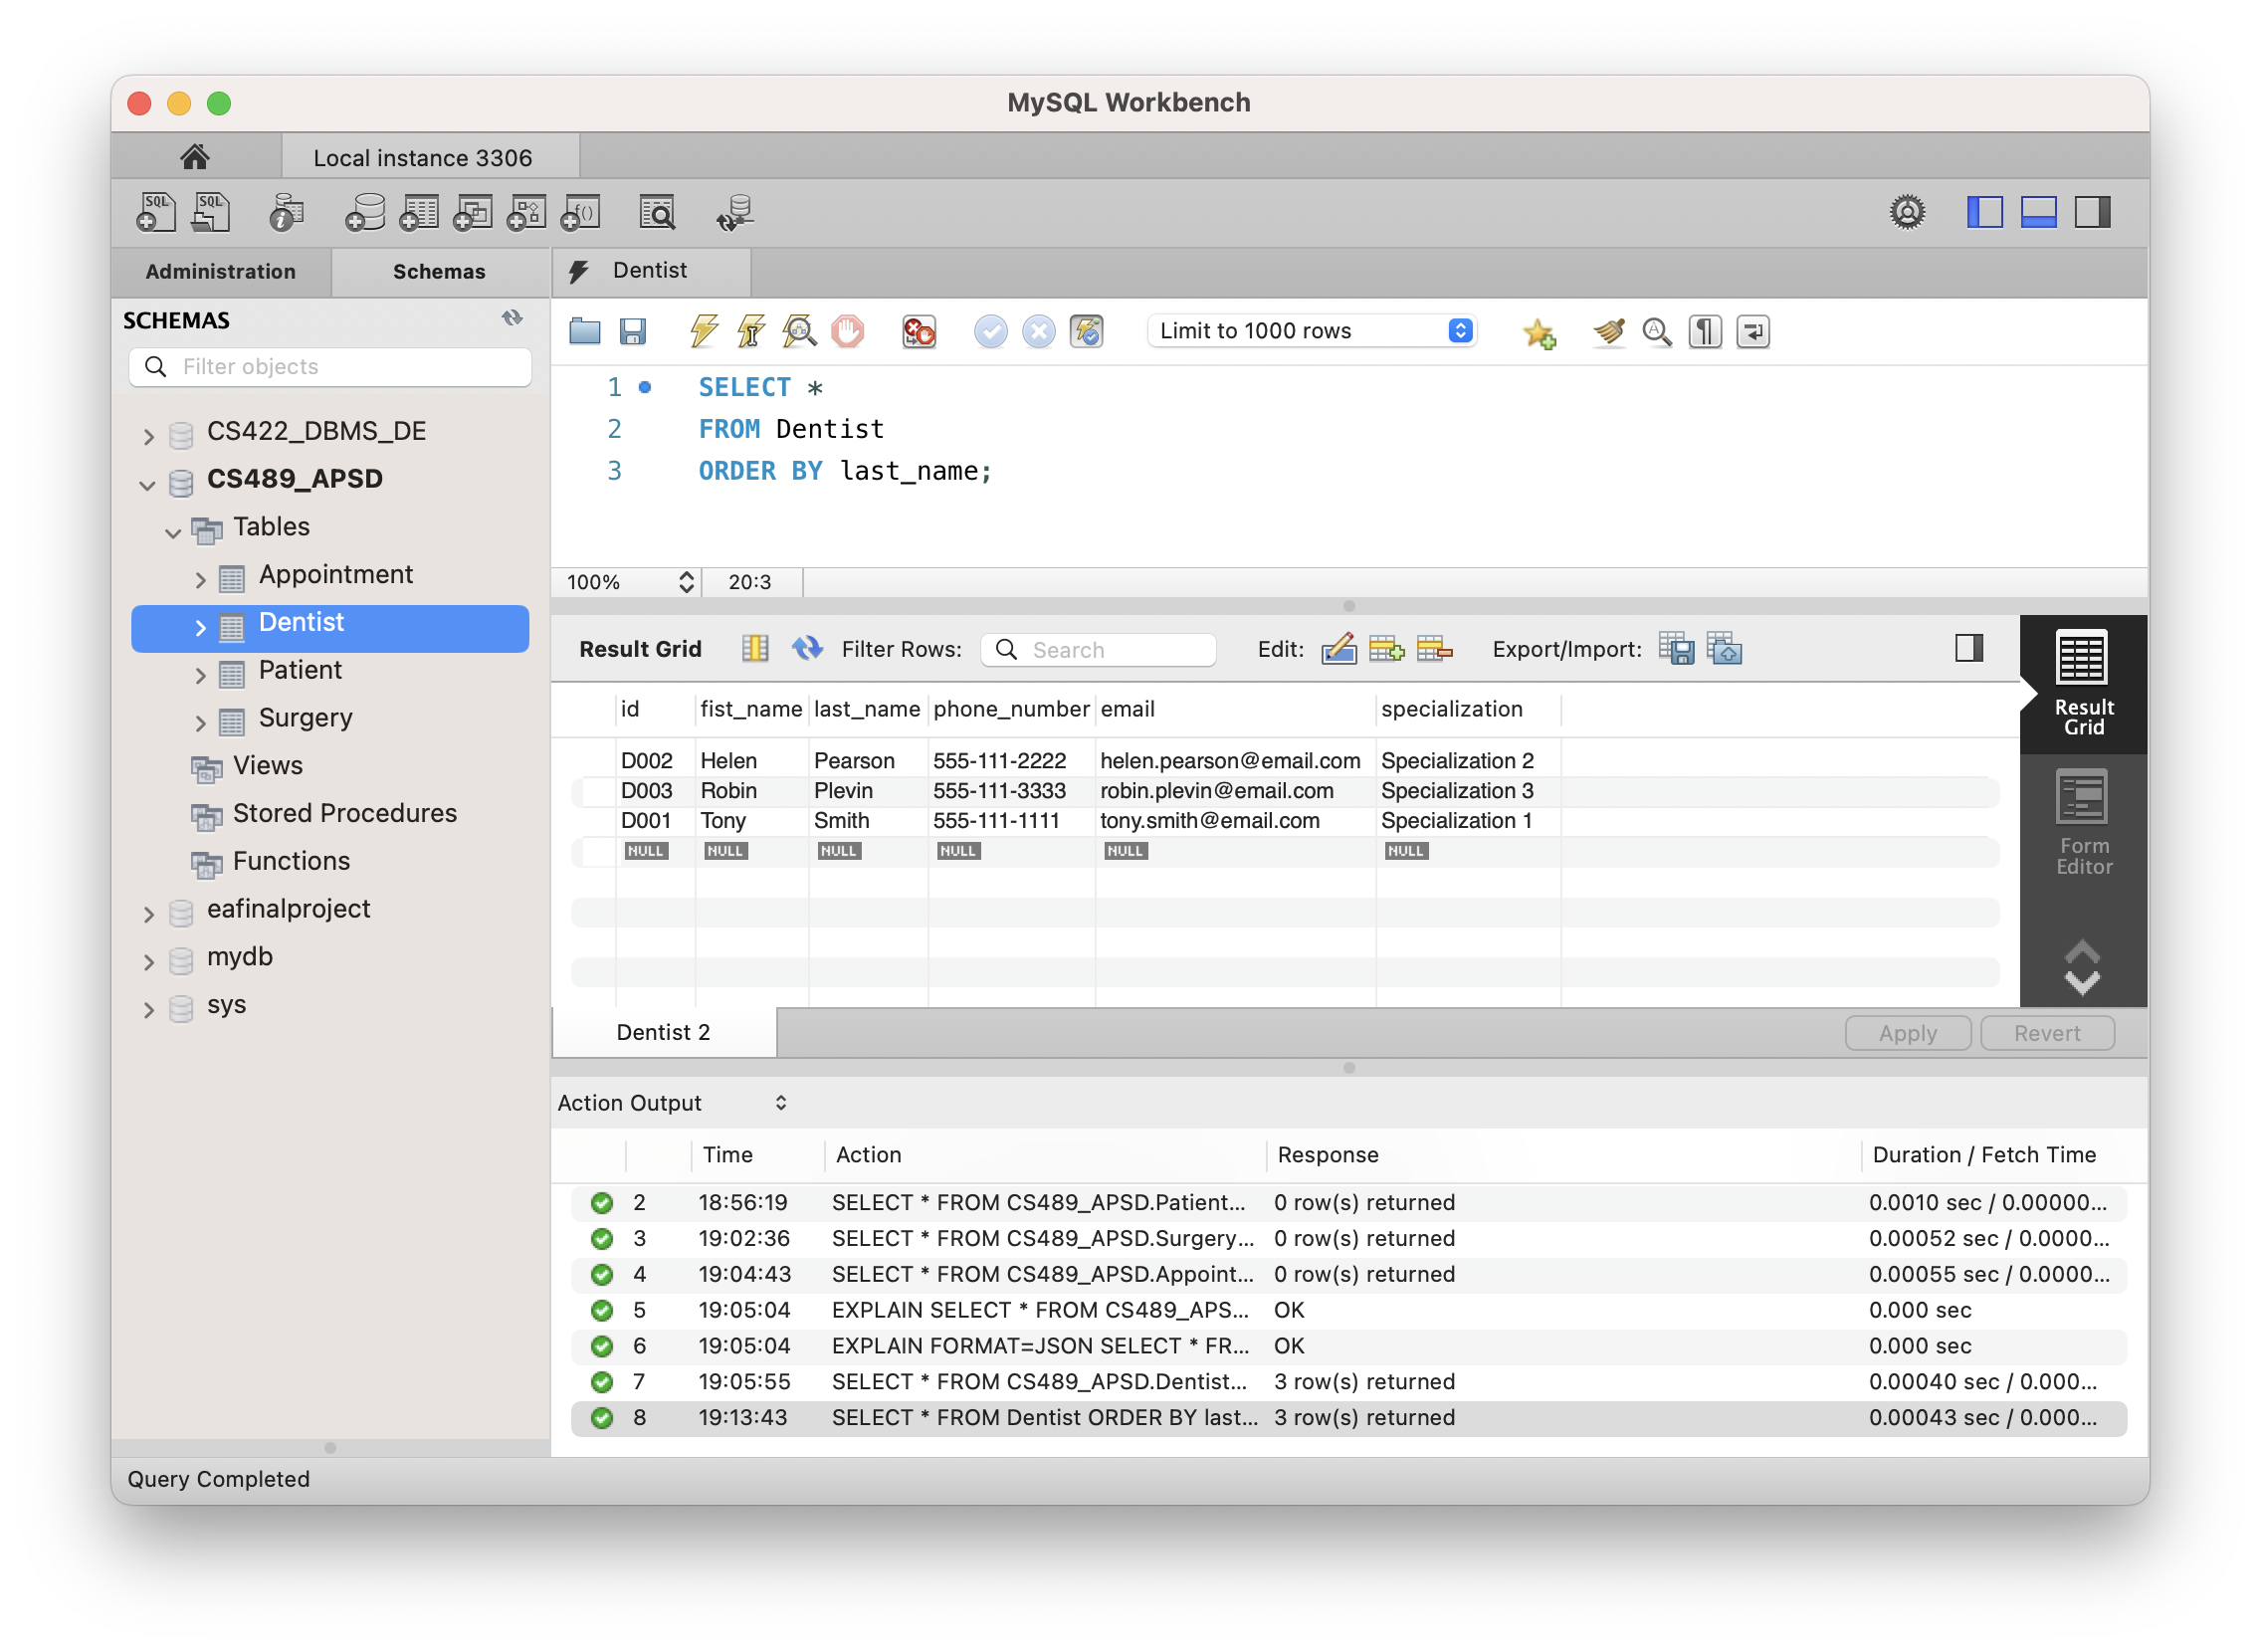 MySQL Workbench
Local instance 3306
SQL SQL i f()
Administration Schemas Dentist
SCHEMAS
Filter objects
CS422_DBMS_DE
CS489_APSD
Tables
Appointment
Dentist
Patient
Surgery
Views
Stored Procedures
Functions
eafinalproject
mydb
sys
Limit to 1000 rows
1 SELECT *
2 FROM Dentist
3 ORDER BY last_name;
100% 20:3
Result Grid Filter Rows: Search Edit: Export/Import:
id fist_name last_name phone_number email specialization
D002 Helen Pearson 555-111-2222 helen.pearson@email.com Specialization 2
D003 Robin Plevin 555-111-3333 robin.plevin@email.com Specialization 3
D001 Tony Smith 555-111-1111 tony.smith@email.com Specialization 1
NULL NULL NULL NULL NULL NULL
Result
Grid
Form
Editor
Dentist 2 Apply Revert
Action Output
Time Action Response Duration / Fetch Time
2 18:56:19 SELECT * FROM CS489_APSD.Patient... 0 row(s) returned 0.0010 sec / 0.00000...
3 19:02:36 SELECT * FROM CS489_APSD.Surgery... 0 row(s) returned 0.00052 sec / 0.0000...
4 19:04:43 SELECT * FROM CS489_APSD.Appoint... 0 row(s) returned 0.00055 sec / 0.0000...
5 19:05:04 EXPLAIN SELECT * FROM CS489_APS... OK 0.000 sec
6 19:05:04 EXPLAIN FORMAT=JSON SELECT * FR... OK 0.000 sec
7 19:05:55 SELECT * FROM CS489_APSD.Dentist... 3 row(s) returned 0.00040 sec / 0.000...
8 19:13:43 SELECT * FROM Dentist ORDER BY last... 3 row(s) returned 0.00043 sec / 0.000...
Query Completed